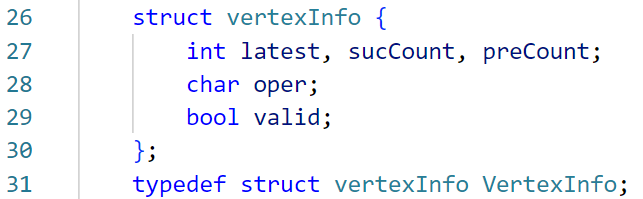 26 struct vertexInfo {
27 int latest, sucCount, preCount;
28 char oper;
29 bool valid;
30 };
31 typedef struct vertexInfo VertexInfo;